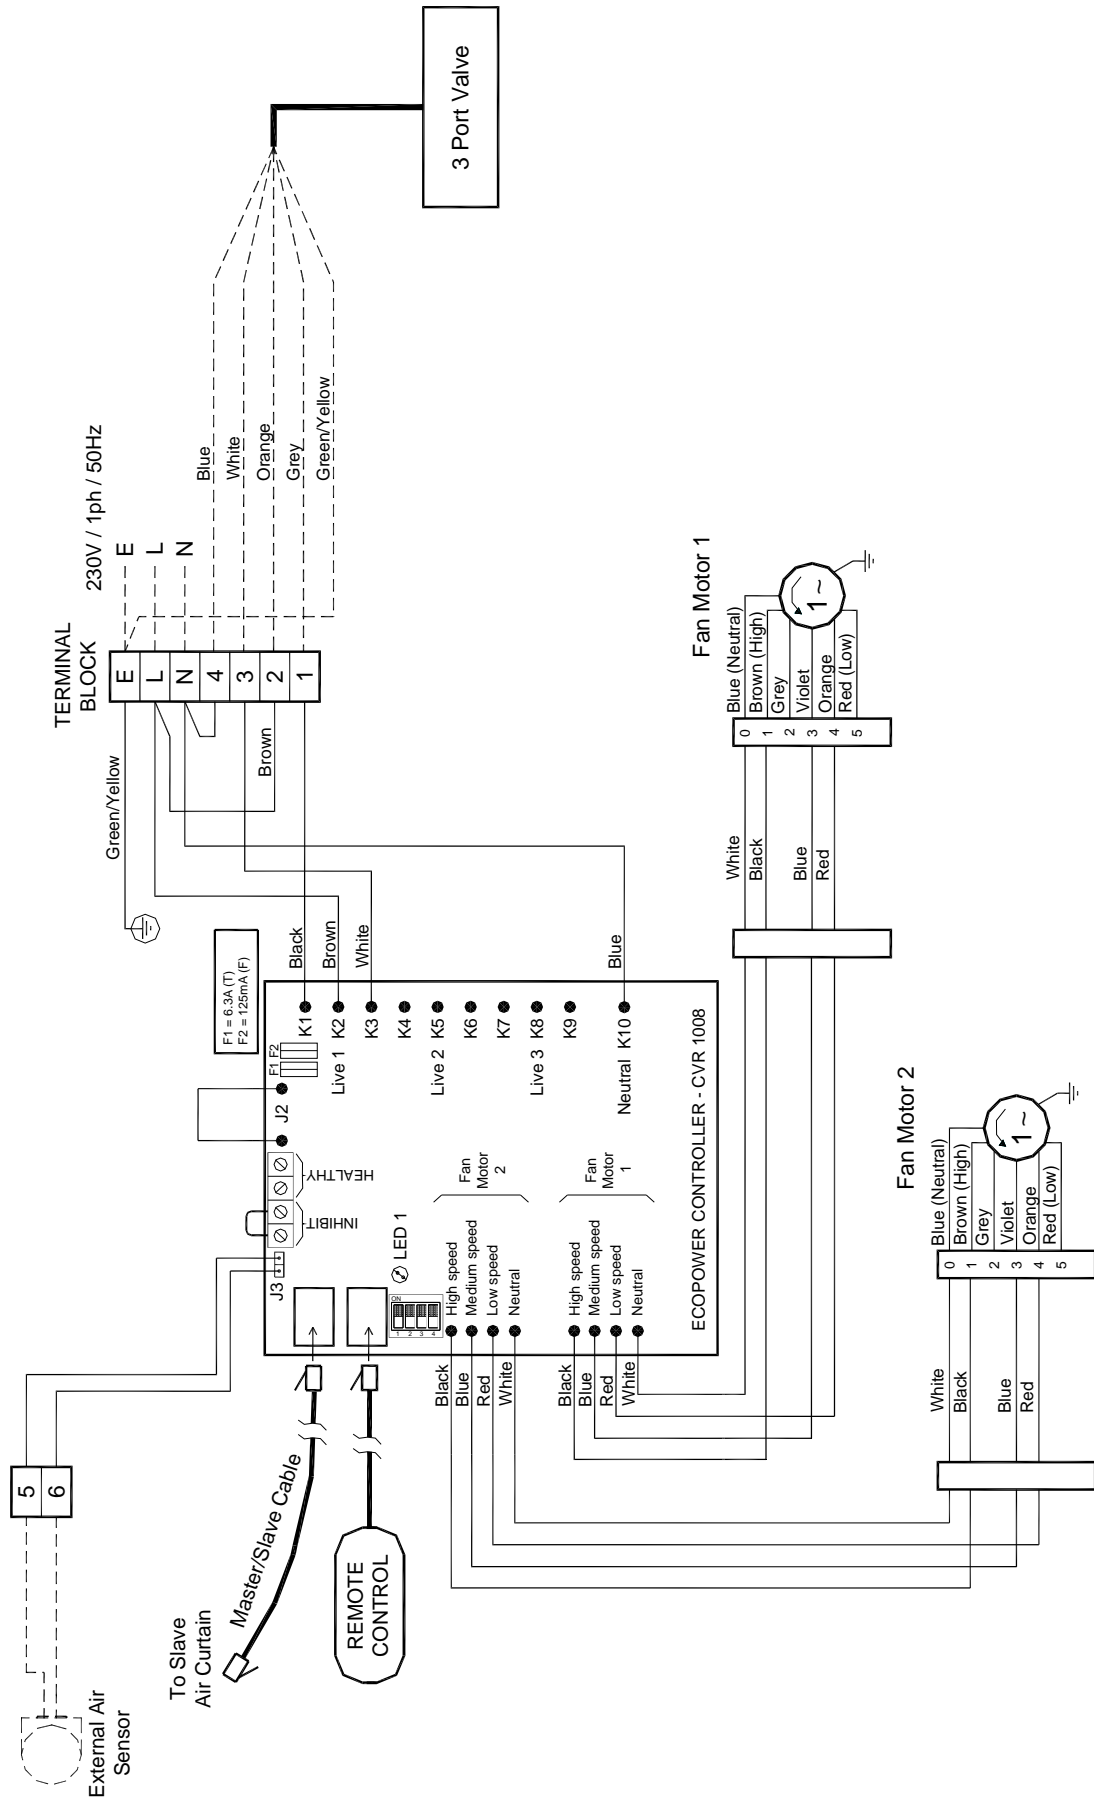 External Air
Sensor
5
6
To Slave
Air Curtain
Master/Slave Cable
REMOTE
CONTROL
J3
INHIBIT
HEALTHY
J2
F1
F2
F1 = 6.3A (T)
F2 = 125mA (F)
LED 1
ON
1 2 3 4
High speed
Medium speed
Low speed
Neutral
Fan
Motor
2
High speed
Medium speed
Low speed
Neutral
Fan
Motor
1
Black
Blue
Red
White
Black
Blue
Red
White
K1
Live 1 K2
K3
K4
Live 2 K5
K6
K7
Live 3 K8
K9
Neutral K10
ECOPOWER CONTROLLER - CVR 1008
Black
Brown
White
Blue
Green/Yellow
Brown
TERMINAL
BLOCK
E
L
N
4
3
2
1
230V / 1ph / 50Hz
E
L
N
Blue
White
Orange
Grey
Green/Yellow
3 Port Valve
White
Black
Blue
Red
0
1
2
3
4
5
Blue (Neutral)
Brown (High)
Grey
Violet
Orange
Red (Low)
Fan Motor 1
1~
White
Black
Blue
Red
0
1
2
3
4
5
Blue (Neutral)
Brown (High)
Grey
Violet
Orange
Red (Low)
Fan Motor 2
1~